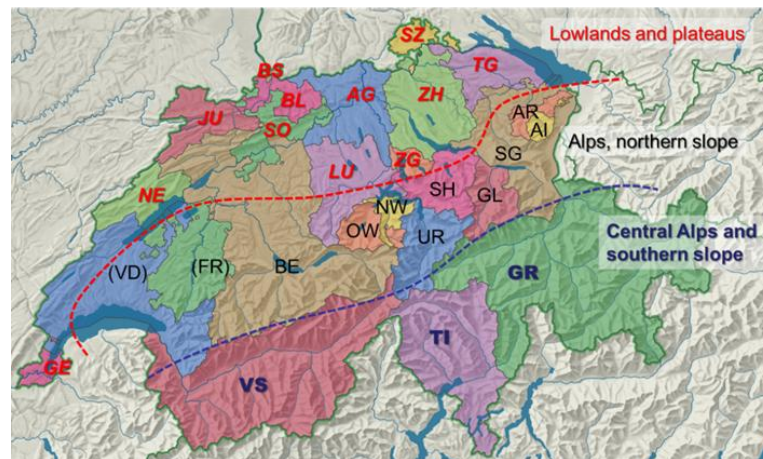 SZ
Lowlands and plateaus
BS
TG
BL
AG
ZH
JU
AR
SO
AI
Alps, northern slope
ZG
SG
LU
NE
SH
GL
NW
OW
UR
Central Alps and
southern slope
(VD)
(FR)
BE
GR
TI
GE
VS